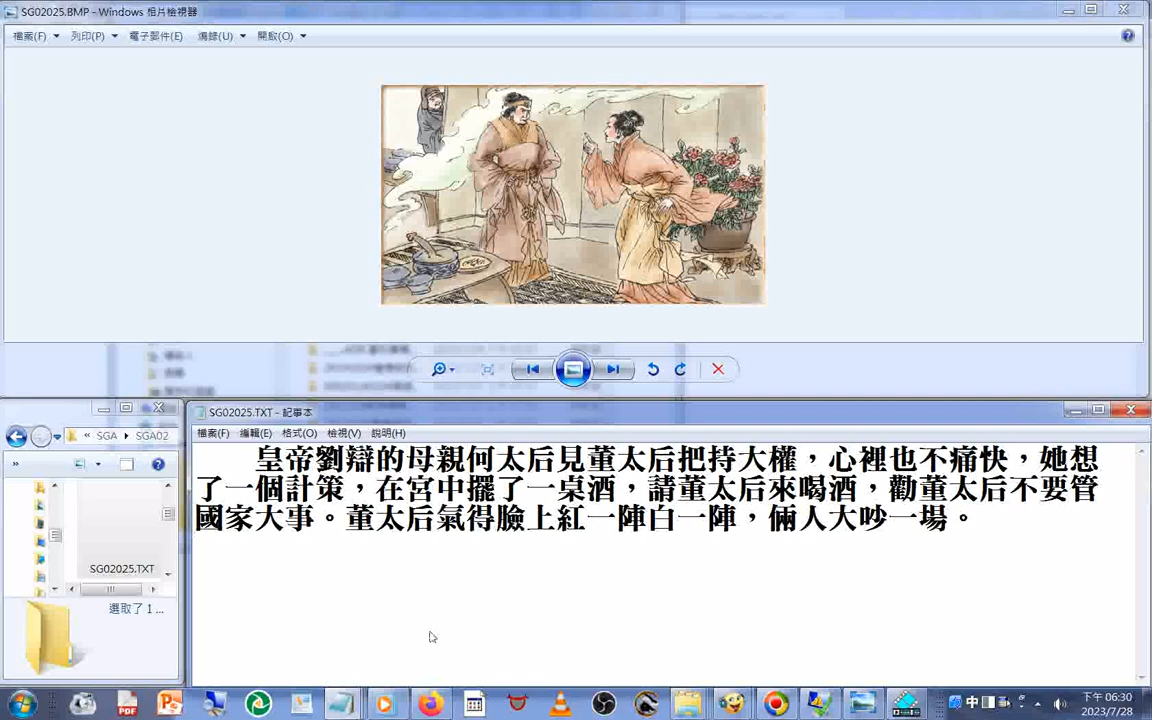 SG02025.BMP - Windows 相片檢視器
檔案(F) 列印(P) 電子郵件(E) 燒錄(U) 開啟(O)
« SGA SGA02
»
SG02025.TXT
選取了 1 ...
SG02025.TXT - 記事本
檔案(F) 編輯(E) 格式(O) 檢視(V) 說明(H)
皇帝劉辯的母親何太后見董太后把持大權，心裡也不痛快，她想
了一個計策，在宮中擺了一桌酒，請董太后來喝酒，勸董太后不要管
國家大事。董太后氣得臉上紅一陣白一陣，倆人大吵一場。
PDF
中
下午 06:30
2023/7/28